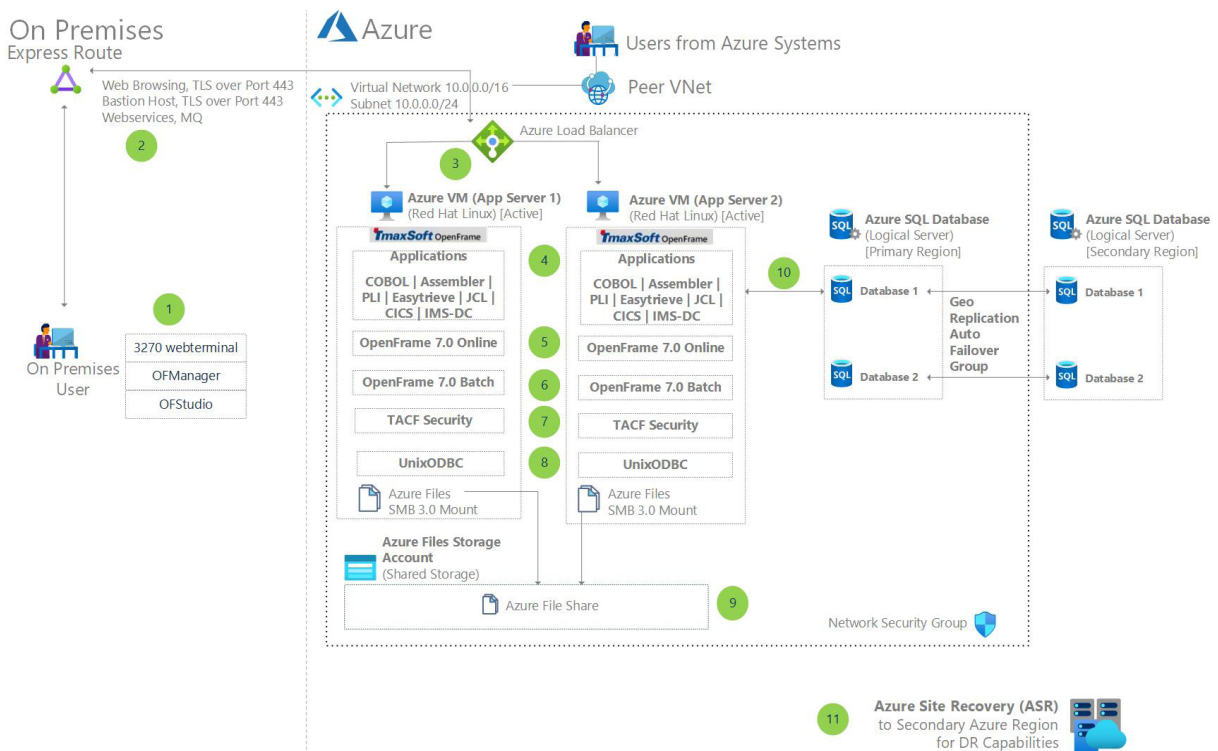 On Premises
Express Route
Web Browsing, TLS over Port 443
Bastion Host, TLS over Port 443
Webservices, MQ
2
1
3270 webterminal
OFManager
OFStudio
On Premises
User
Azure
Users from Azure Systems
Peer VNet
Virtual Network 10.0.0.0/16
Subnet 10.0.0.0/24
Azure Load Balancer
3
Azure VM (App Server 1)
(Red Hat Linux) [Active]
TmaxSoft OpenFrame
Applications
COBOL | Assembler |
PLI | Easytrieve | JCL |
CICS | IMS-DC
OpenFrame 7.0 Online
OpenFrame 7.0 Batch
TACF Security
UnixODBC
Azure Files
SMB 3.0 Mount
4
5
6
7
8
Azure VM (App Server 2)
(Red Hat Linux) [Active]
TmaxSoft OpenFrame
Applications
COBOL | Assembler |
PLI | Easytrieve | JCL |
CICS | IMS-DC
OpenFrame 7.0 Online
OpenFrame 7.0 Batch
TACF Security
UnixODBC
Azure Files
SMB 3.0 Mount
Azure Files Storage
Account
(Shared Storage)
Azure File Share
9
10
SQL
Azure SQL Database
(Logical Server)
[Primary Region]
SQL
Database 1
SQL
Database 2
Geo
Replication
Auto
Failover
Group
SQL
Azure SQL Database
(Logical Server)
[Secondary Region]
SQL
Database 1
SQL
Database 2
Network Security Group
11
Azure Site Recovery (ASR)
to Secondary Azure Region
for DR Capabilities